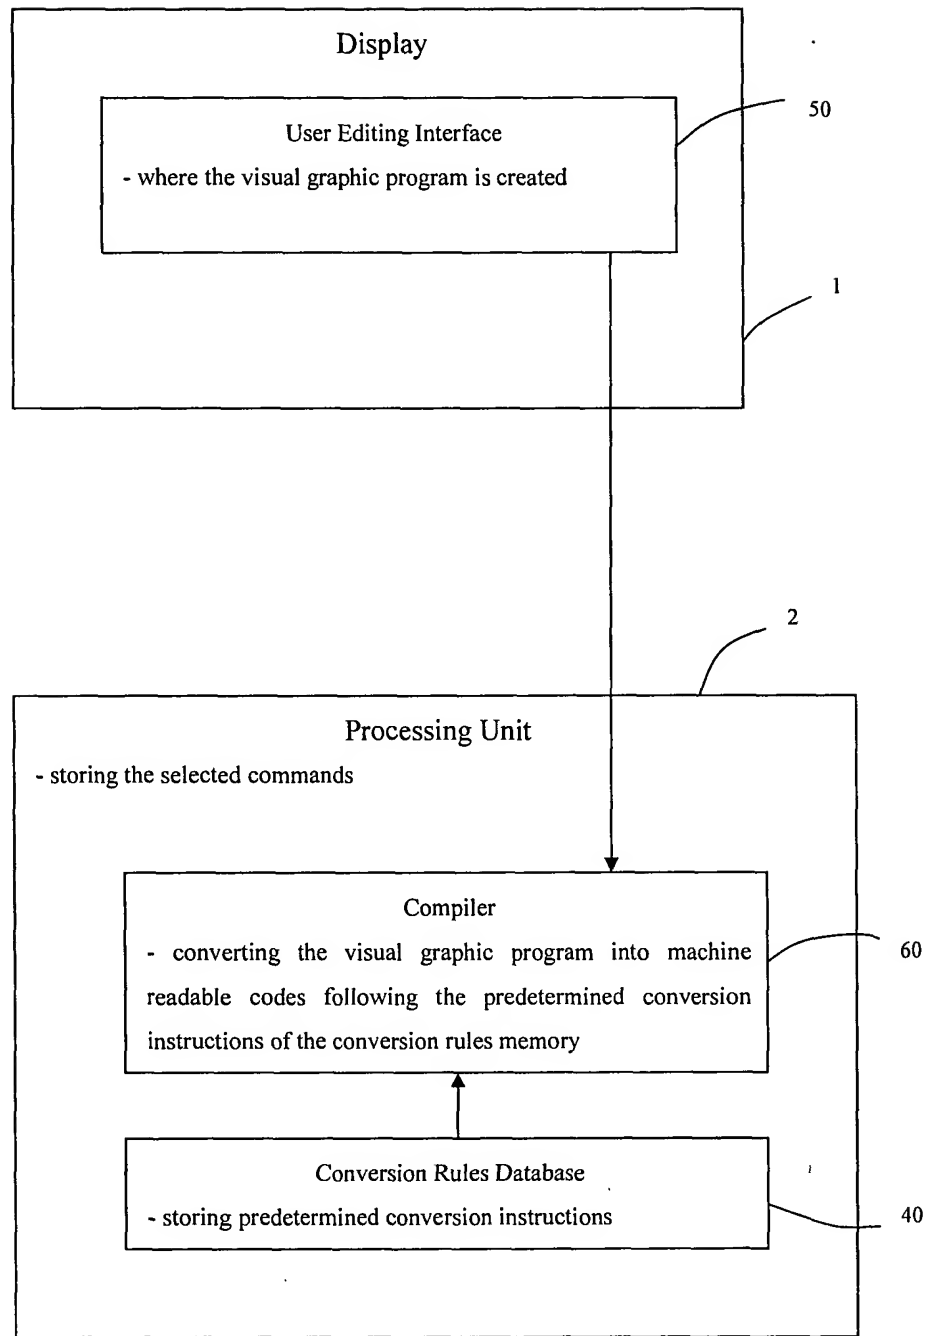 Display
50
User Editing Interface
- where the visual graphic program is created
1
2
Processing Unit
- storing the selected commands
Compiler
- converting the visual graphic program into machine
readable codes following the predetermined conversion
instructions of the conversion rules memory
60
Conversion Rules Database
- storing predetermined conversion instructions
40